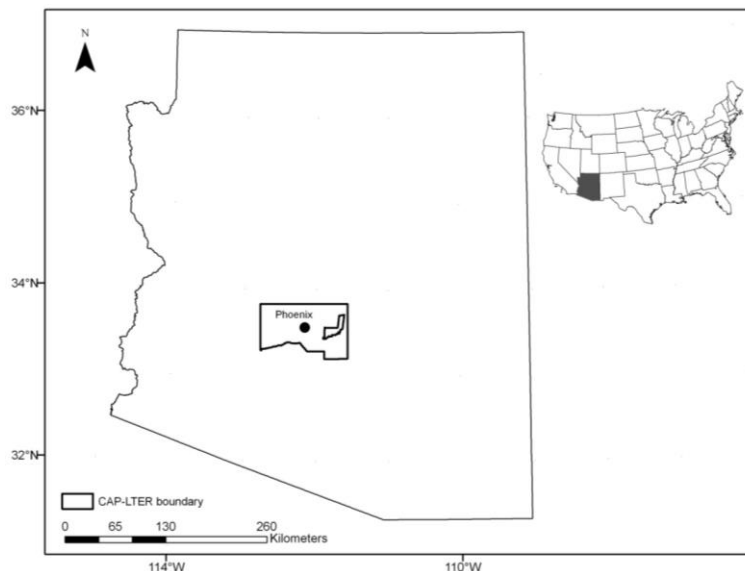 N
36°N
34°N
Phoenix
32°N
CAP-LTER boundary
0 65 130 260
Kilometers
114°W 110°W